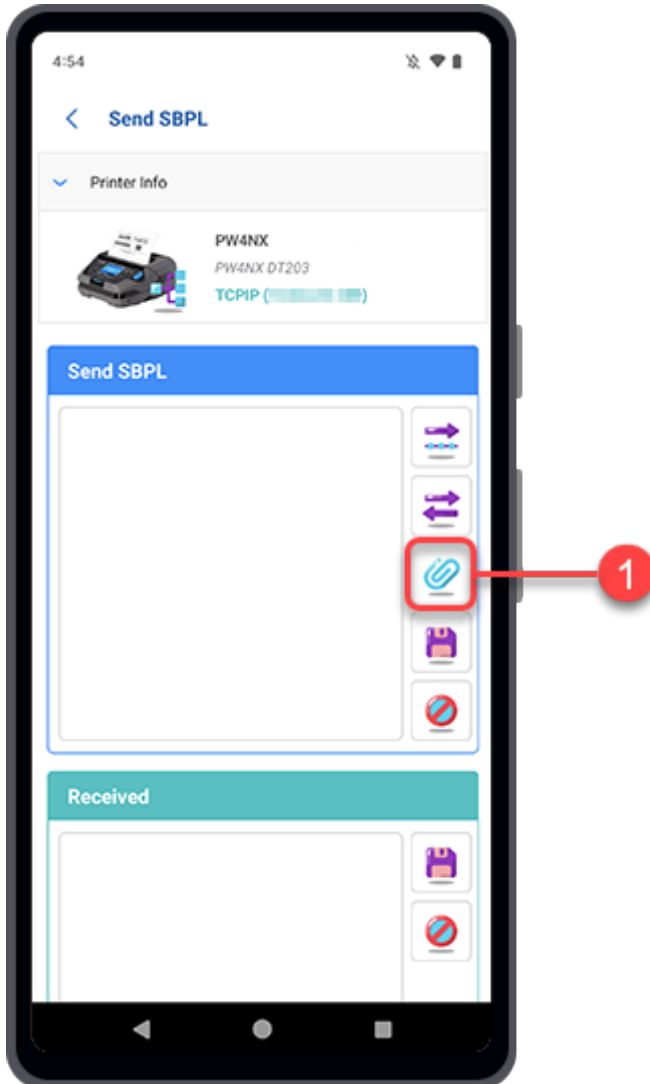 4:54
Send SBPL
Printer Info
PW4NX
PW4NX DT203
TCPIP ( )
Send SBPL
1
Received